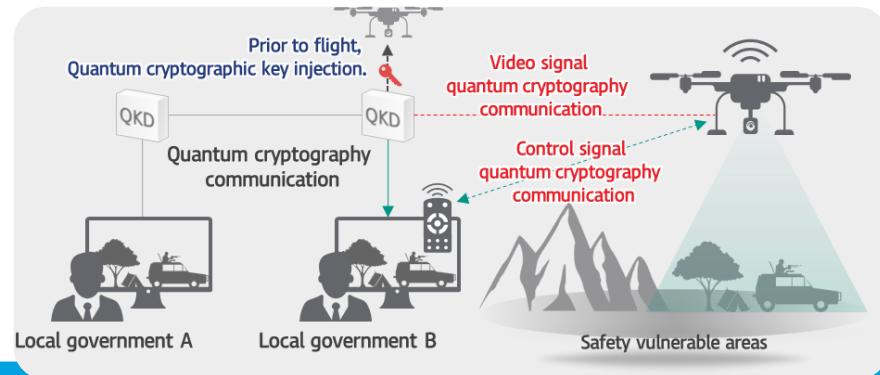 Prior to flight,
Quantum cryptographic key injection.
Video signal
quantum cryptography
communication
QKD
QKD
Quantum cryptography
communication
Control signal
quantum cryptography
communication
Local government A
Local government B
Safety vulnerable areas